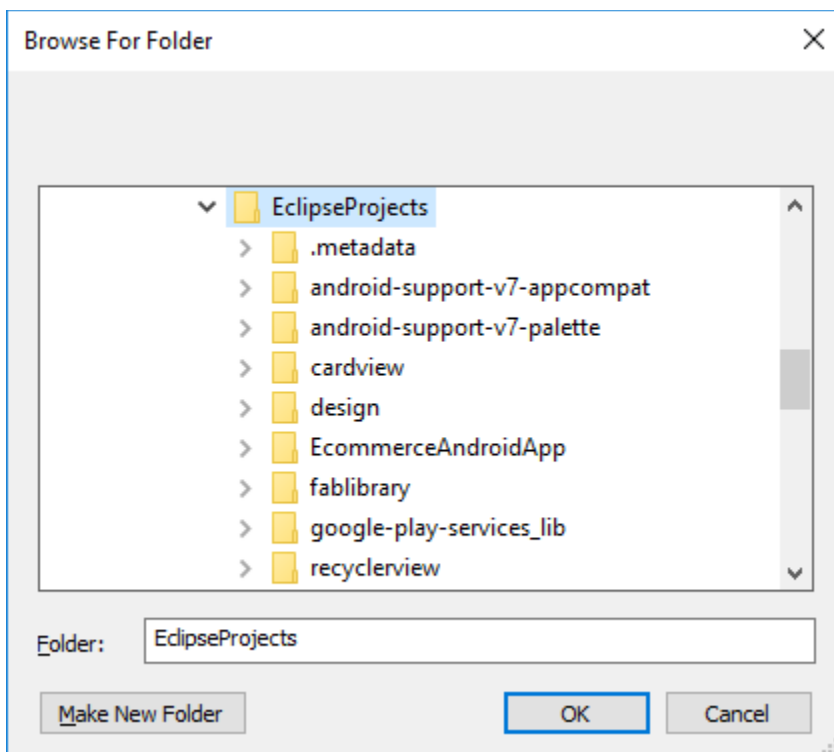 Browse For Folder
EclipseProjects
.metadata
android-support-v7-appcompat
android-support-v7-palette
cardview
design
EcommerceAndroidApp
fablibrary
google-play-services_lib
recyclerview
Folder: EclipseProjects
Make New Folder OK Cancel